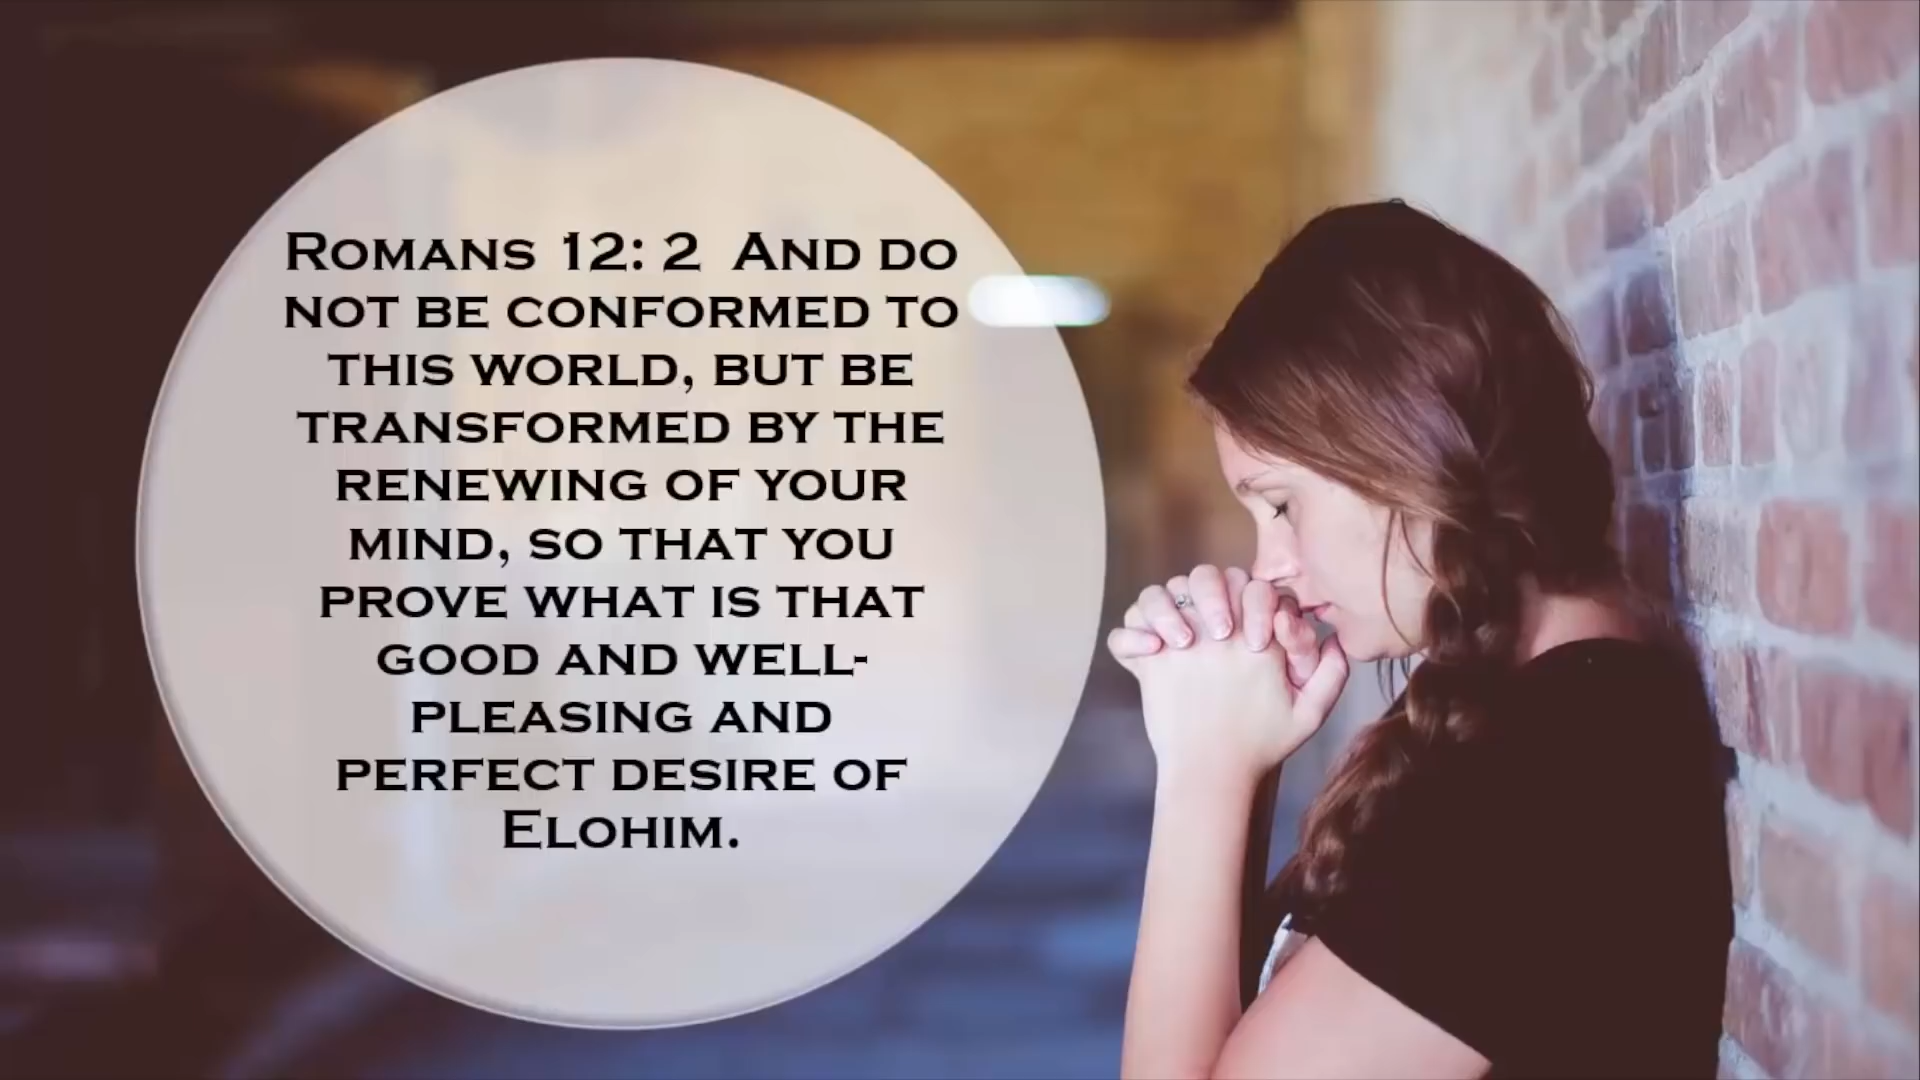 Romans 12: 2  And do
not be conformed to
this world, but be
transformed by the
renewing of your
mind, so that you
prove what is that
good and well-
pleasing and
perfect desire of
Elohim.